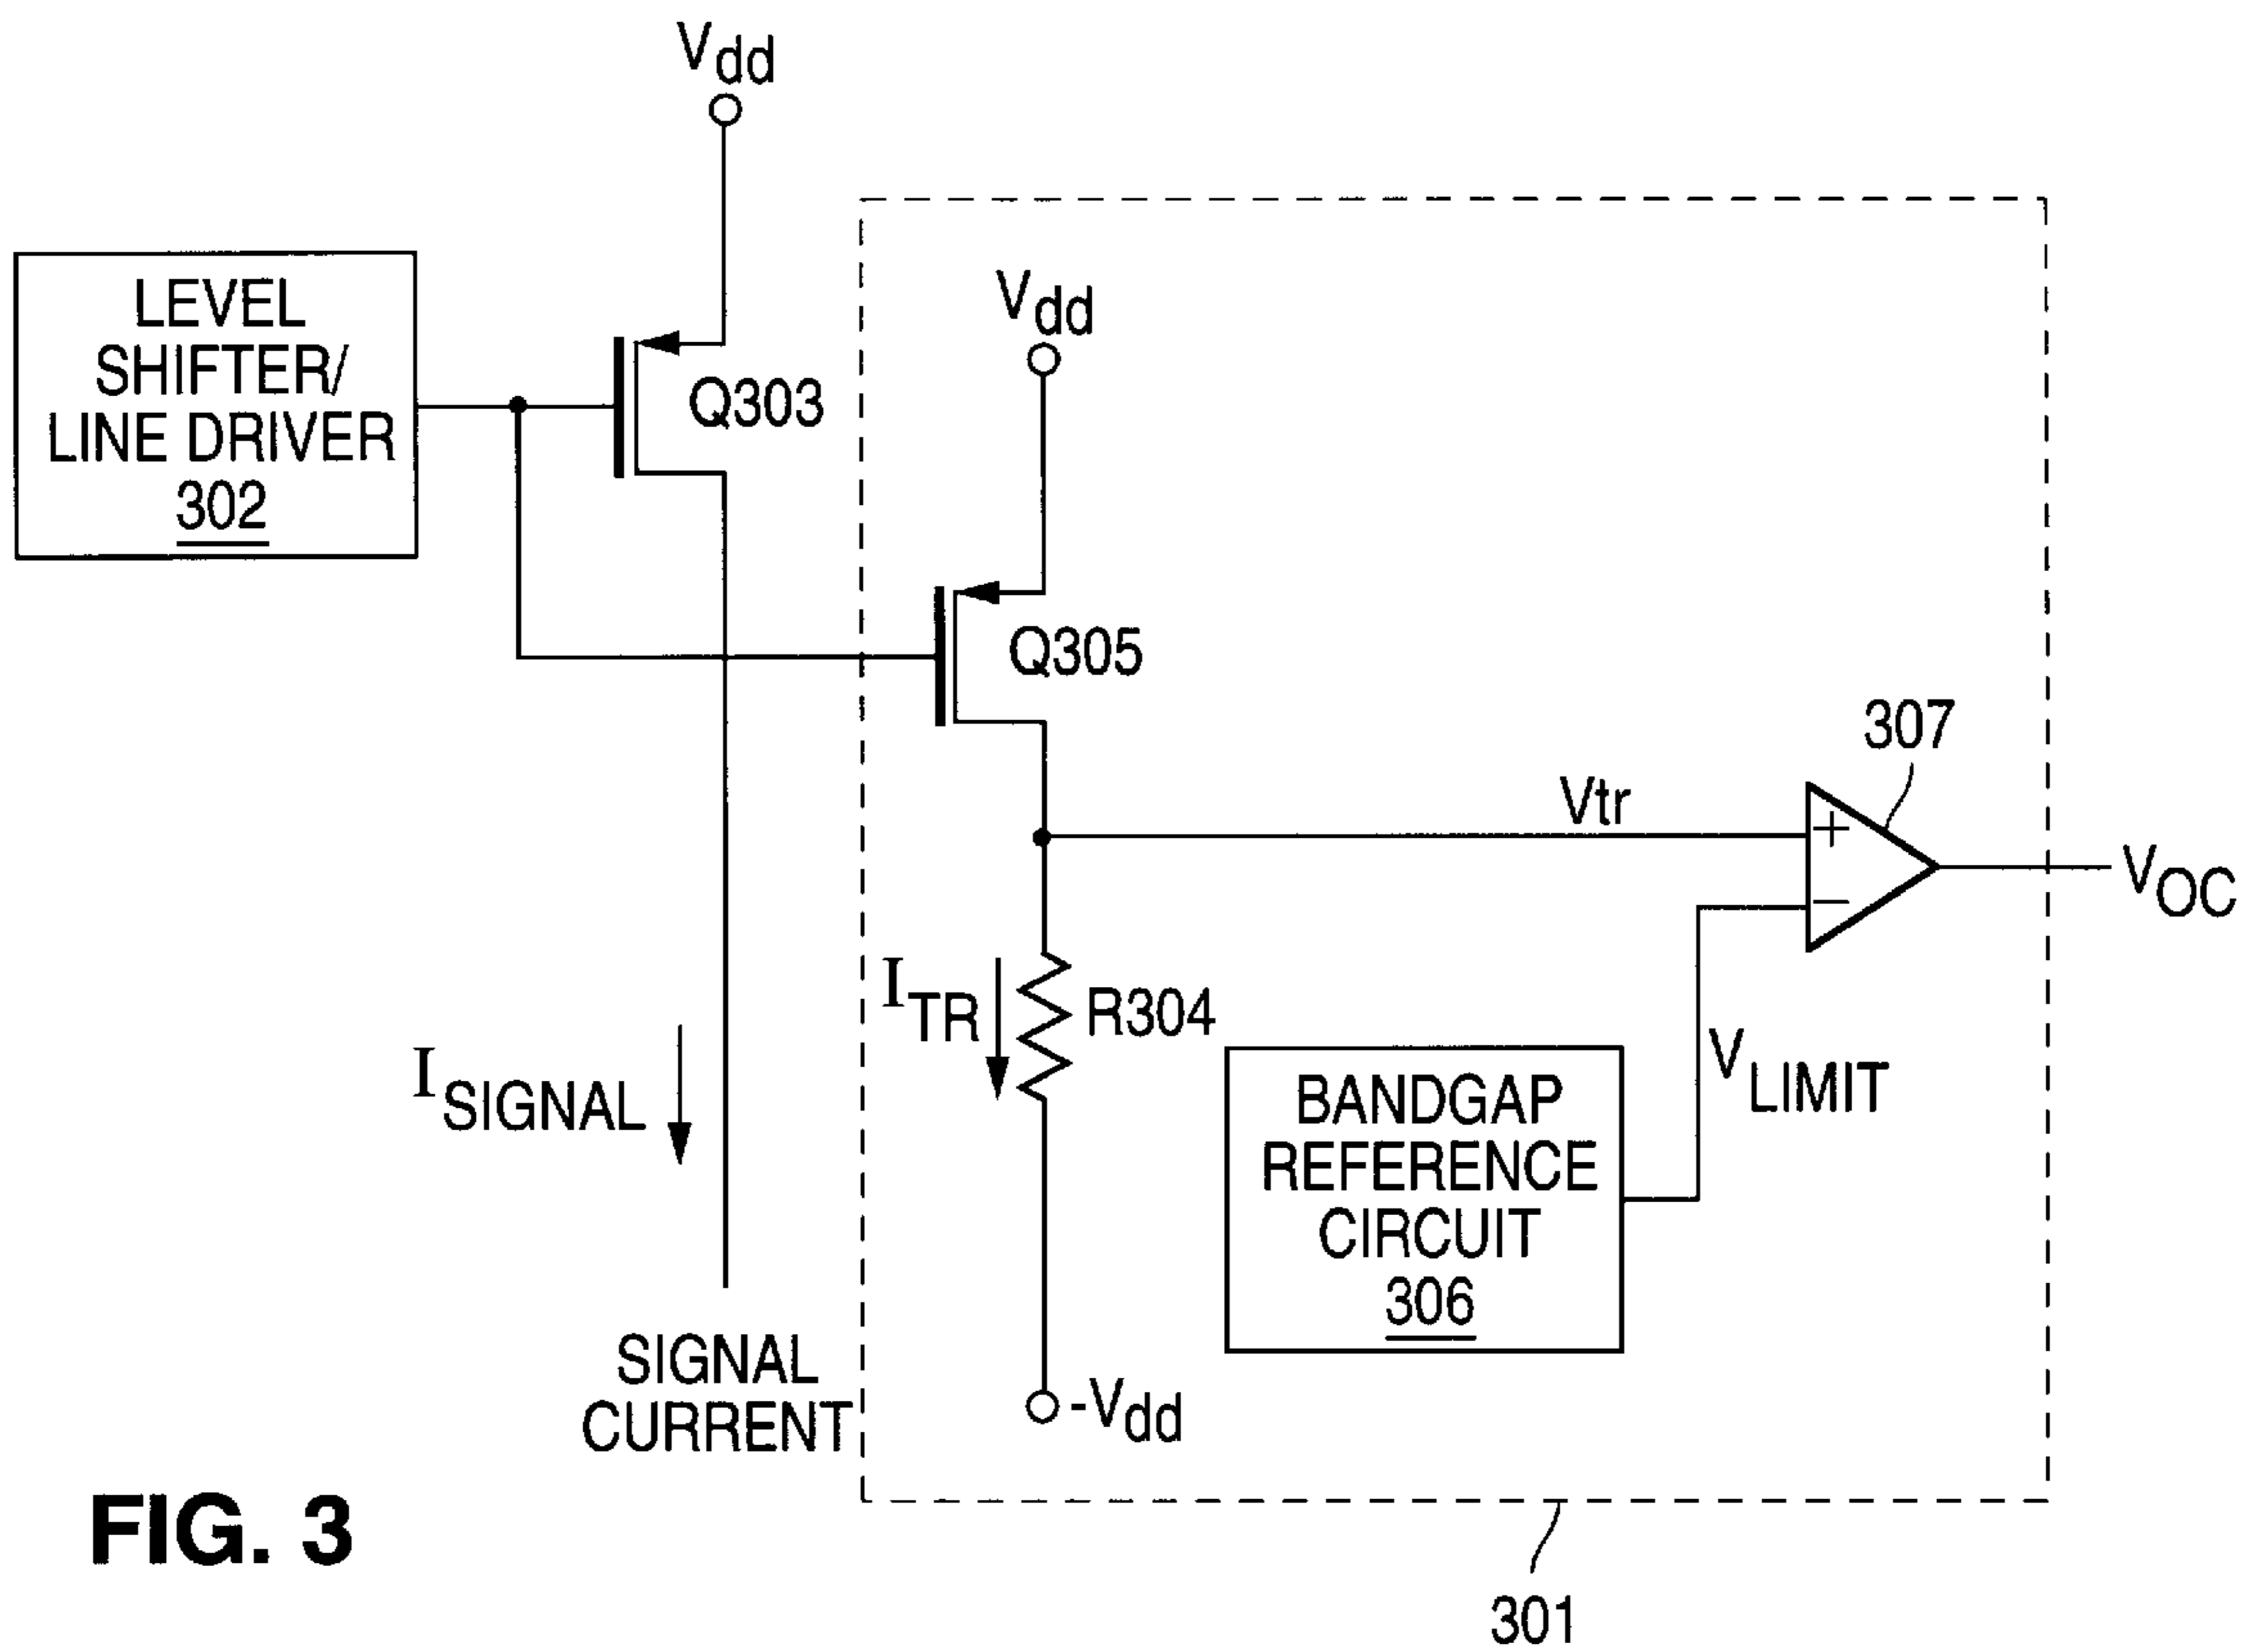 Vdd
LEVEL
SHIFTER/
LINE DRIVER
302
Q303
Vdd
Q305
307
Vtr
+
−
VOC
ITR
R304
ISIGNAL
VLIMIT
BANDGAP
REFERENCE
CIRCUIT
306
SIGNAL
CURRENT
-Vdd
FIG. 3
301